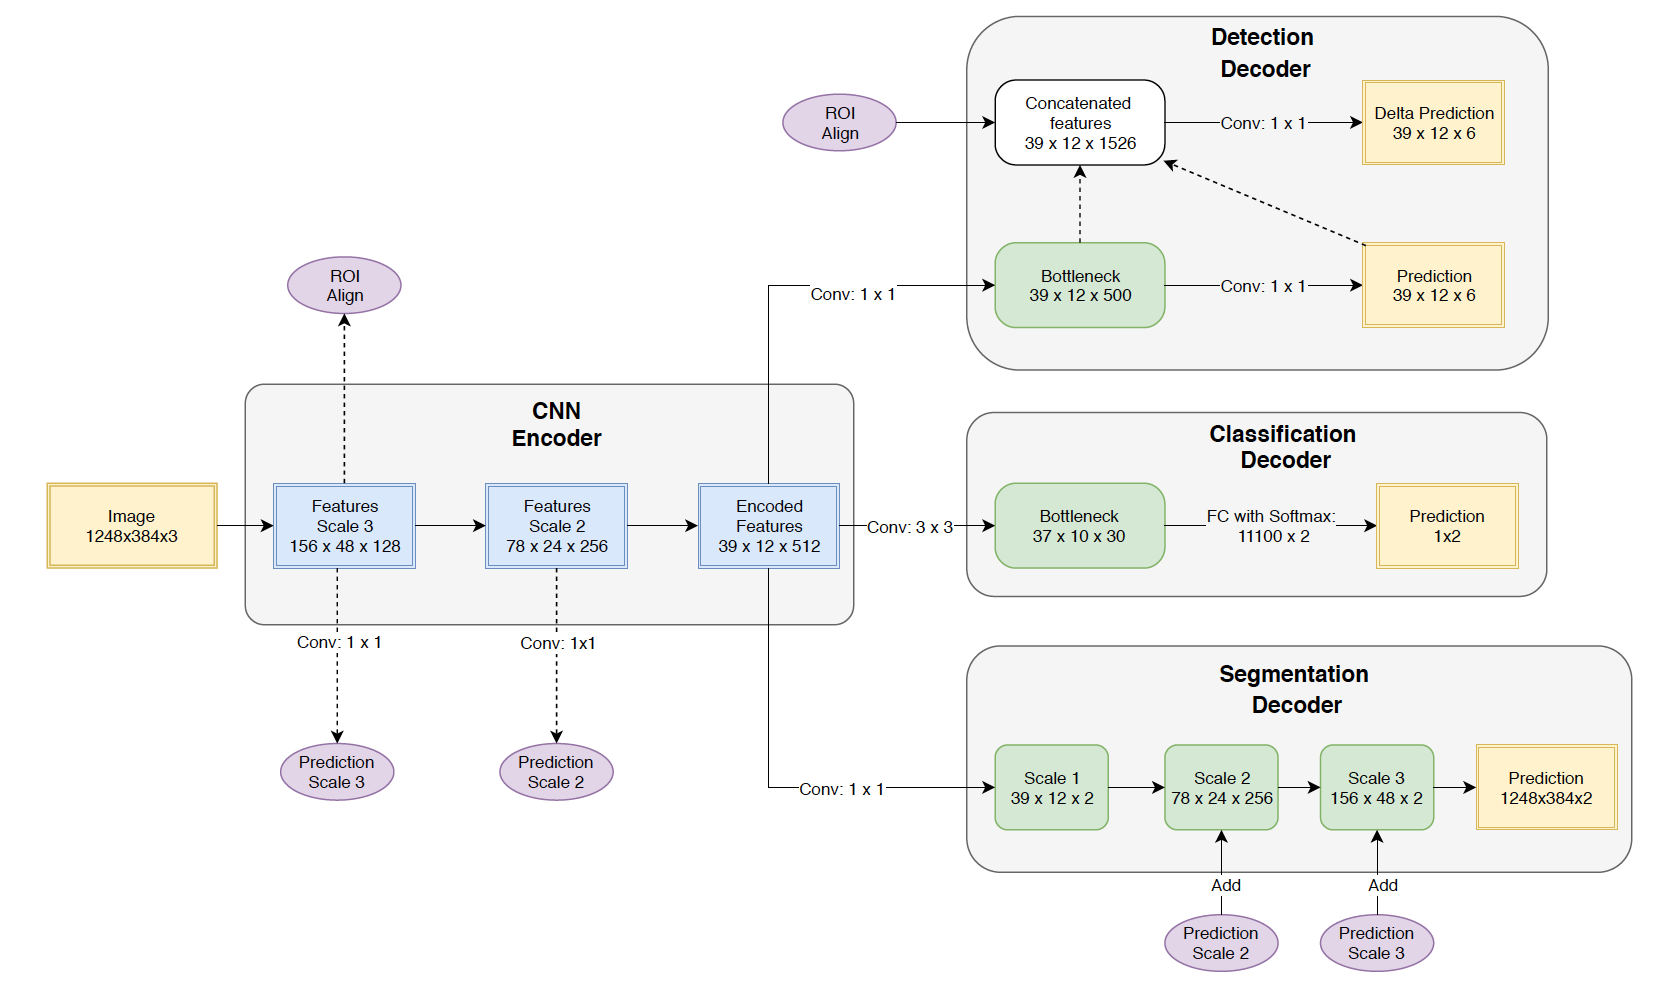 Detection
Decoder
ROI
Align
Concatenated
features
39 x 12 x 1526
Conv: 1 x 1
Delta Prediction
39 x 12 x 6
ROI
Align
Conv: 1 x 1
Bottleneck
39 x 12 x 500
Conv: 1 x 1
Prediction
39 x 12 x 6
CNN
Encoder
Image
1248x384x3
Features
Scale 3
156 x 48 x 128
Features
Scale 2
78 x 24 x 256
Encoded
Features
39 x 12 x 512
Conv: 3 x 3
Classification
Decoder
Bottleneck
37 x 10 x 30
FC with Softmax:
11100 x 2
Prediction
1x2
Conv: 1 x 1
Conv: 1x1
Prediction
Scale 3
Prediction
Scale 2
Segmentation
Decoder
Conv: 1 x 1
Scale 1
39 x 12 x 2
Scale 2
78 x 24 x 256
Scale 3
156 x 48 x 2
Prediction
1248x384x2
Add
Add
Prediction
Scale 2
Prediction
Scale 3